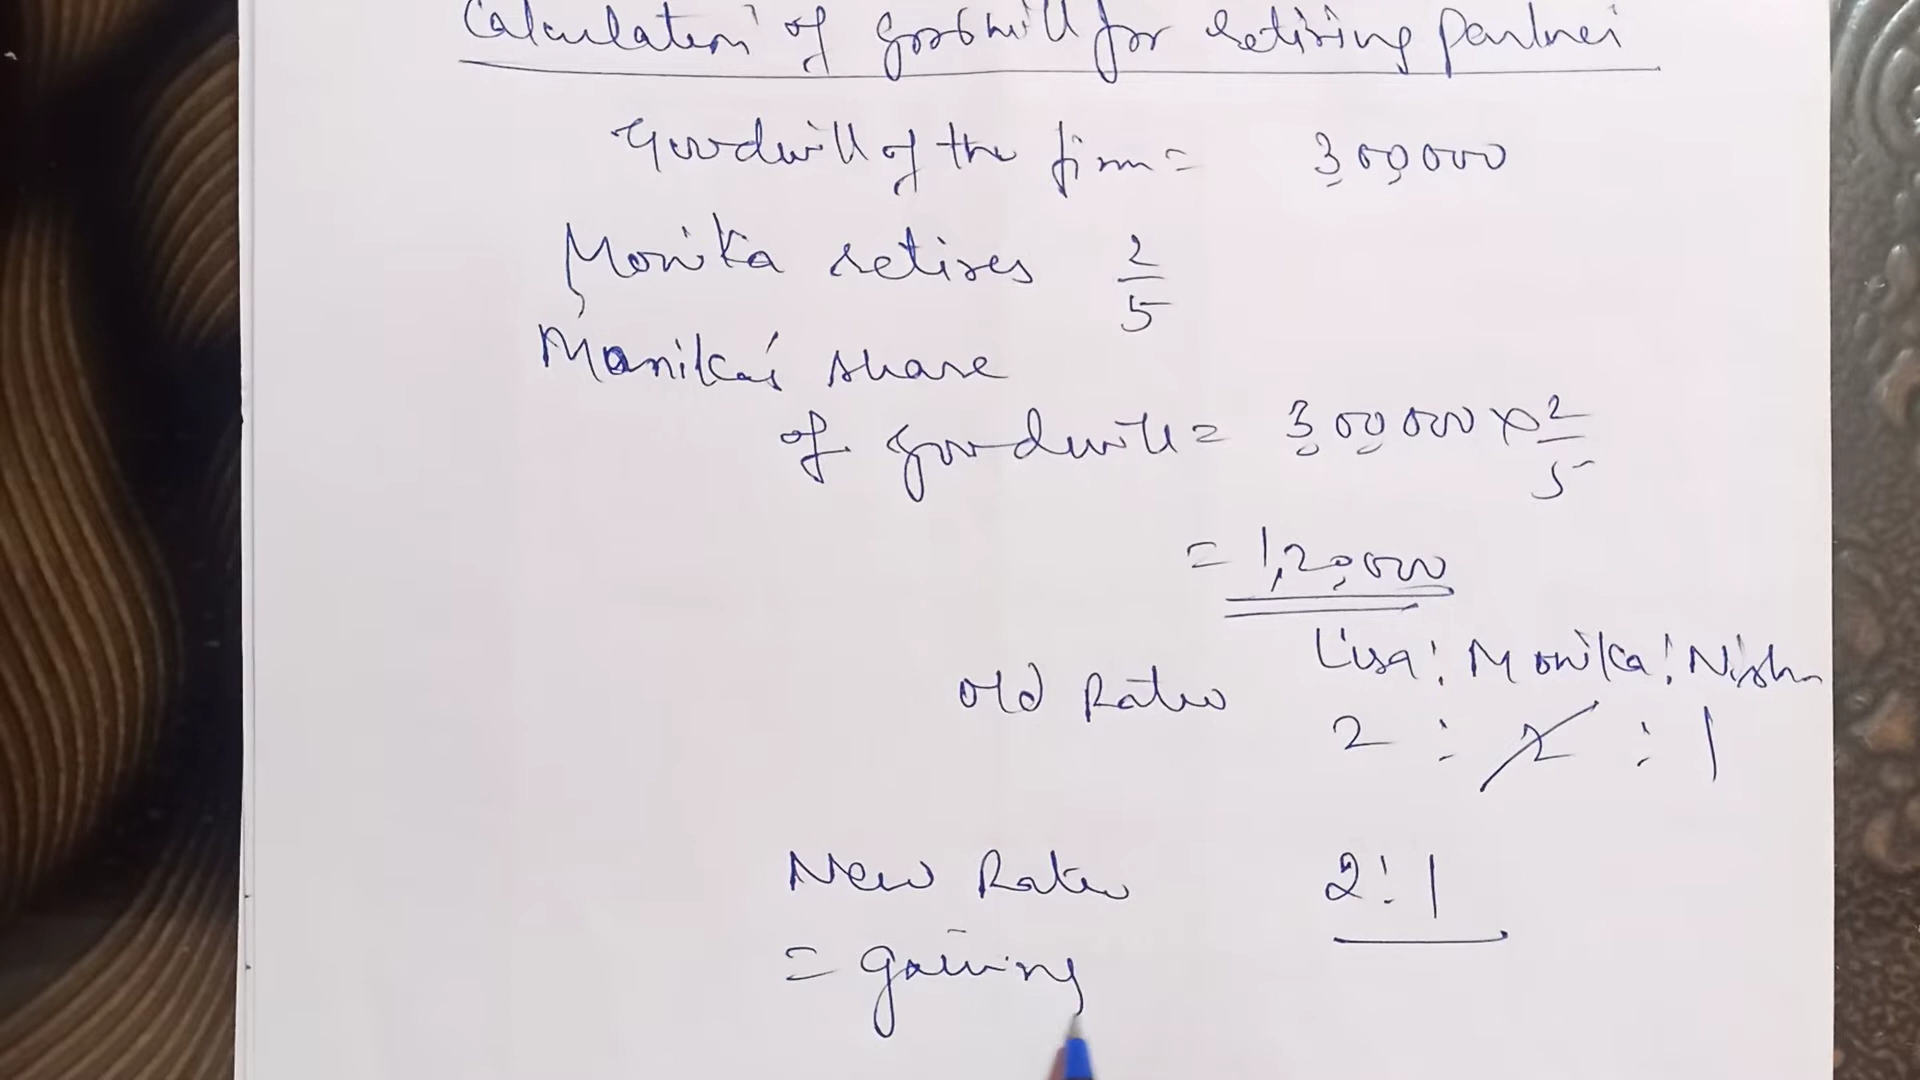 Calculation of goodwill for retiring partner
Goodwill of the firm = 3,00,000
Monika retires 2/5
Monika's share
of goodwill = 3,00,000 × 2/5
= 1,20,000
Lisa : Monika : Nisha
Old Ratio 2 : 2 : 1
New Ratio 2 : 1
= gaining